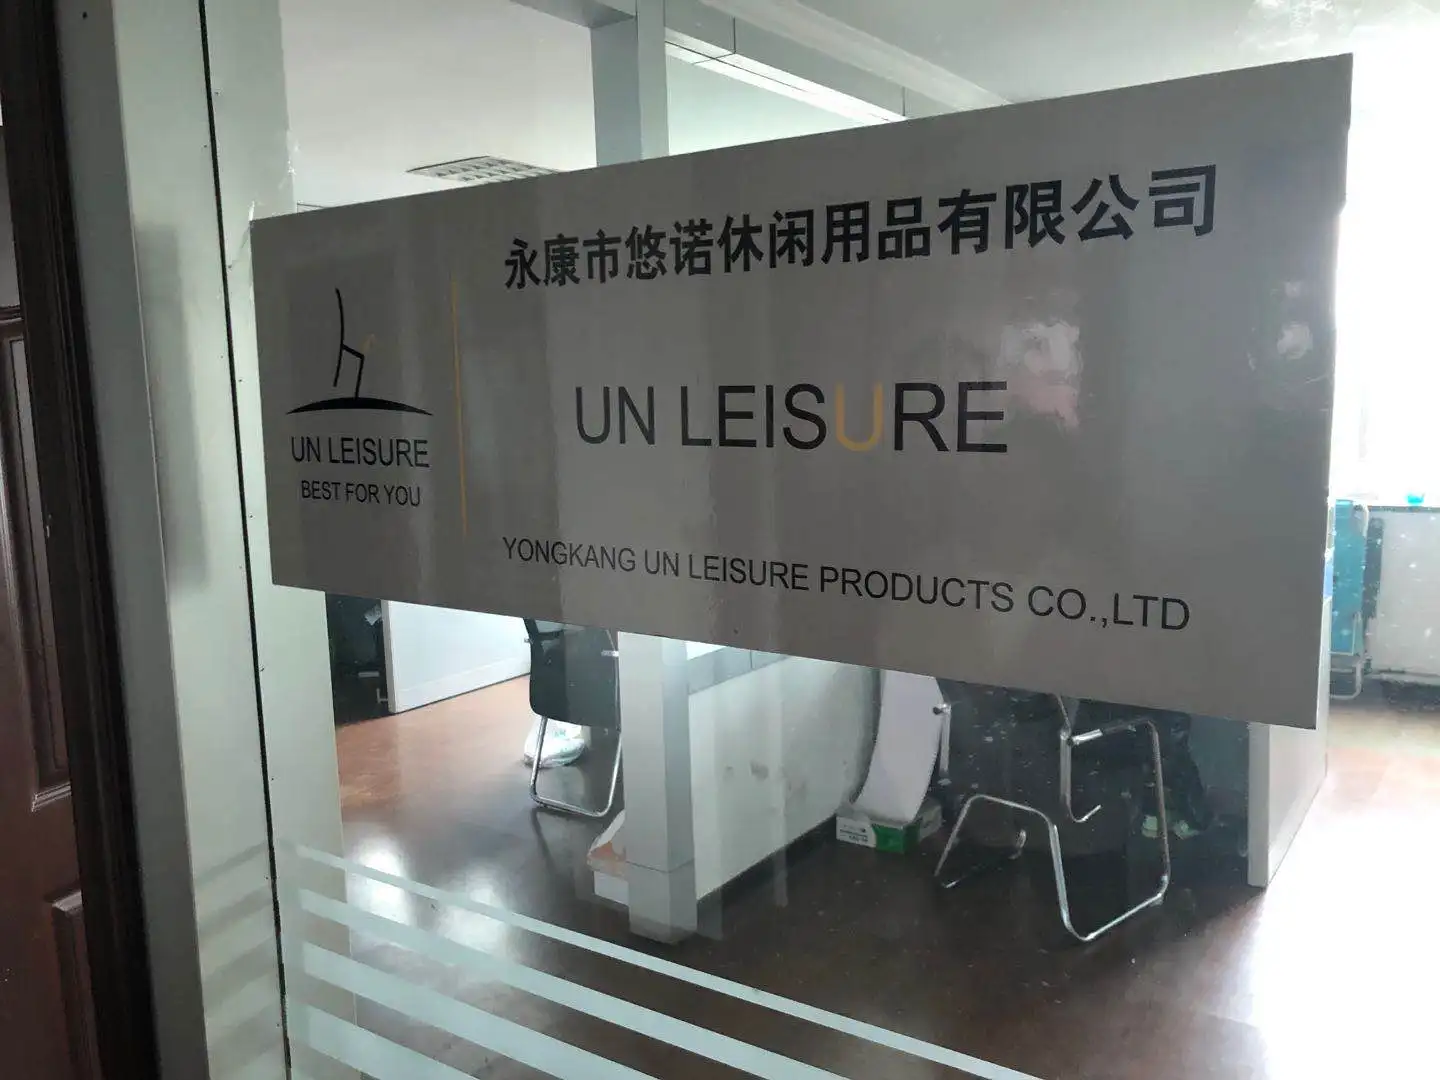 永康市悠诺休闲用品有限公司
UN LEISURE
BEST FOR YOU
UN LEISURE
YONGKANG UN LEISURE PRODUCTS CO.,LTD